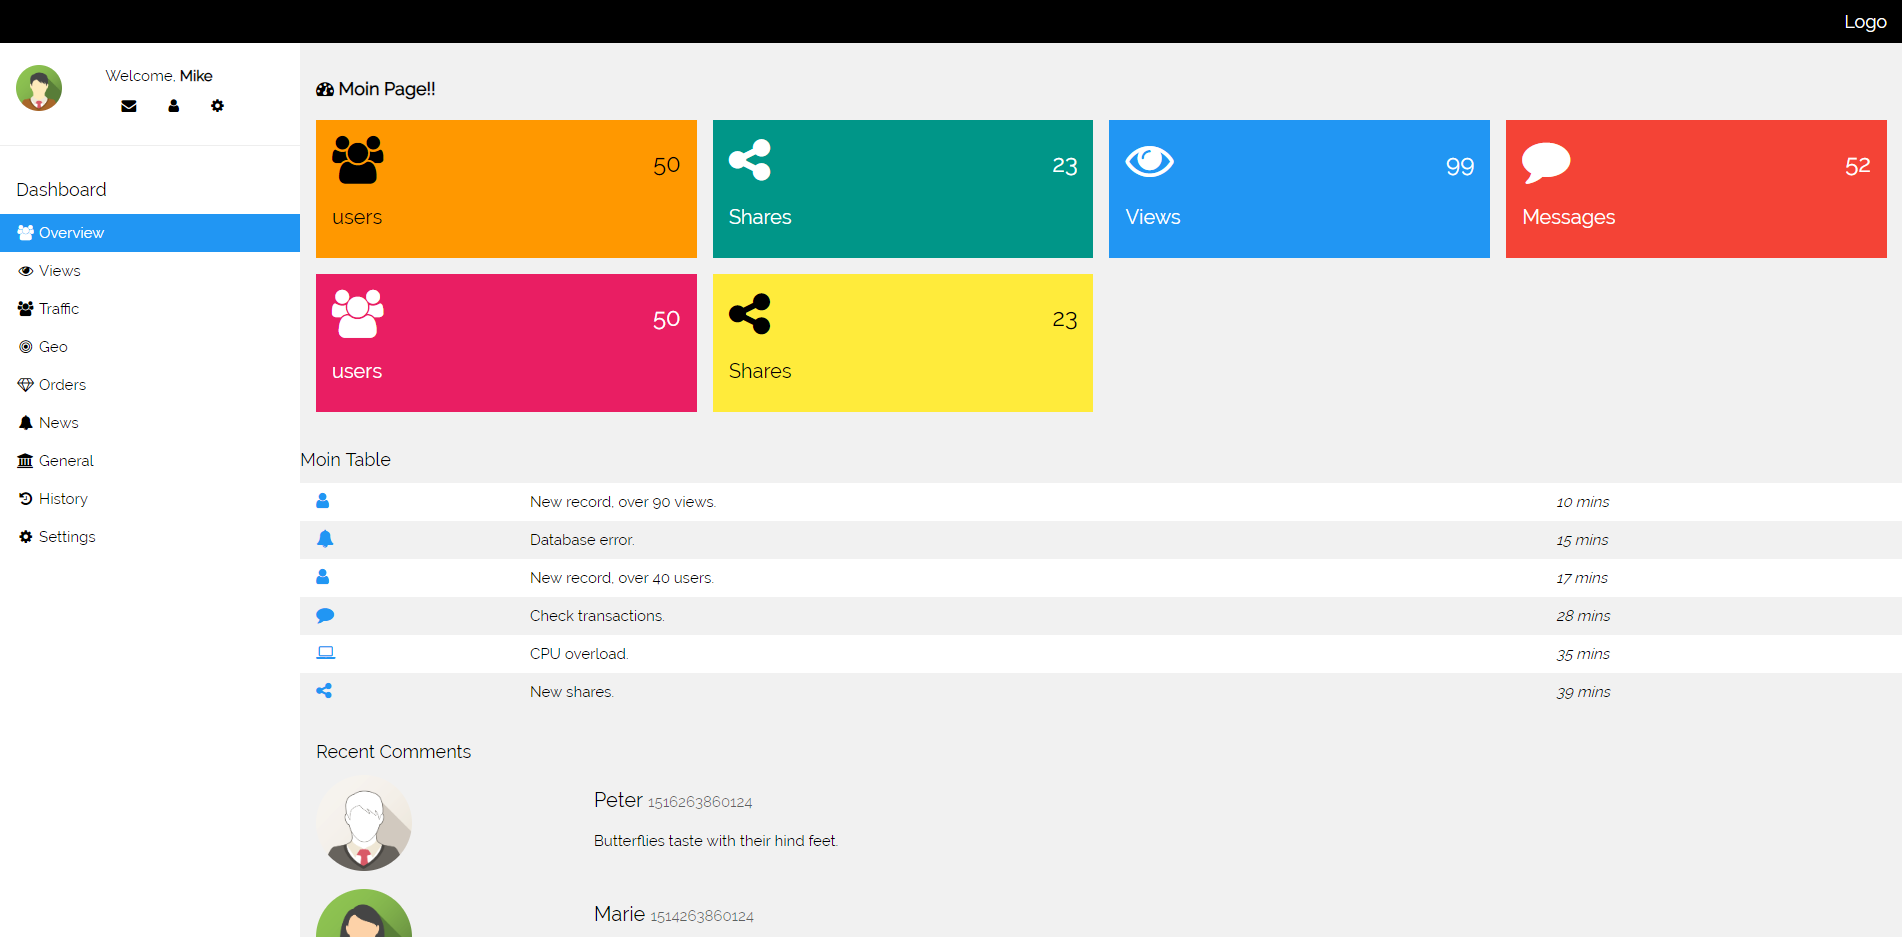 Logo
Welcome, Mike
Dashboard
Overview
Views
Traffic
Geo
Orders
News
General
History
Settings
Moin Page!!
50
users
23
Shares
99
Views
52
Messages
50
users
23
Shares
Moin Table
New record, over 90 views. 10 mins
Database error. 15 mins
New record, over 40 users. 17 mins
Check transactions. 28 mins
CPU overload. 35 mins
New shares. 39 mins
Recent Comments
Peter 1516263860124
Butterflies taste with their hind feet.
Marie 1514263860124